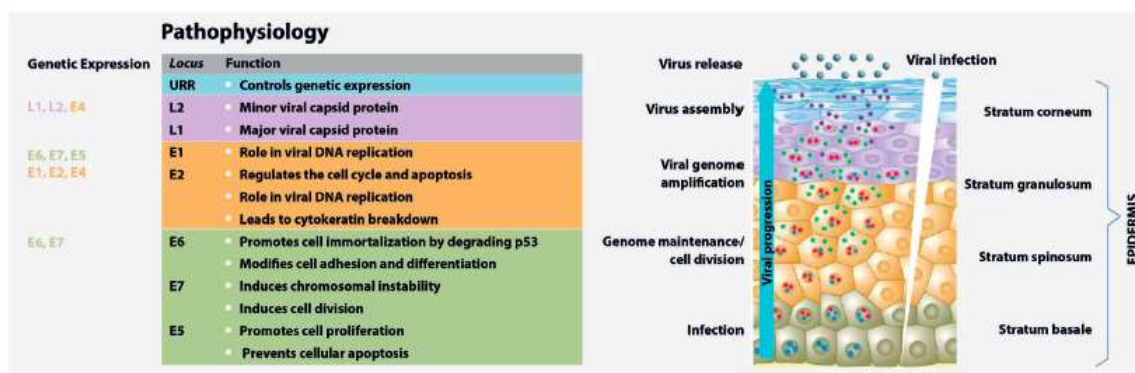 Pathophysiology
Genetic Expression
Locus Function
URR Controls genetic expression
L1, L2, E4
L2 Minor viral capsid protein
L1 Major viral capsid protein
E6, E7, E5
E1 Role in viral DNA replication
E1, E2, E4
E2 Regulates the cell cycle and apoptosis
Role in viral DNA replication
Leads to cytokeratin breakdown
E6, E7
E6 Promotes cell immortalization by degrading p53
Modifies cell adhesion and differentiation
E7 Induces chromosomal instability
Induces cell division
E5 Promotes cell proliferation
Prevents cellular apoptosis
Virus release
Viral infection
Virus assembly
Viral genome
amplification
Genome maintenance/
cell division
Infection
Viral progression
Stratum corneum
Stratum granulosum
Stratum spinosum
Stratum basale
EPIDERMIS